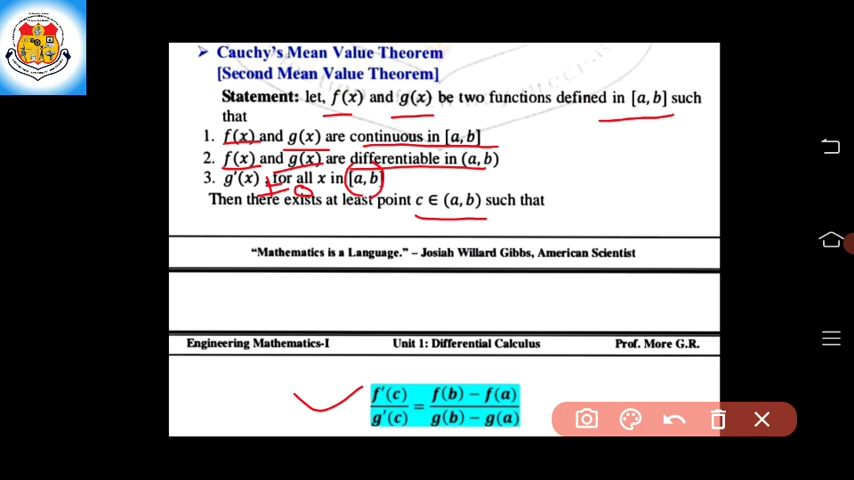 ➤ Cauchy's Mean Value Theorem
[Second Mean Value Theorem]
Statement: let, f(x) and g(x) be two functions defined in [a, b] such
that
1. f(x) and g(x) are continuous in [a, b]
2. f(x) and g(x) are differentiable in (a, b)
3. g'(x) ≠ 0, for all x in [a, b]
Then there exists at least point c ∈ (a, b) such that
"Mathematics is a Language." – Josiah Willard Gibbs, American Scientist
Engineering Mathematics-I Unit 1: Differential Calculus Prof. More G.R.
f'(c)/g'(c) = f(b) − f(a)/g(b) − g(a)